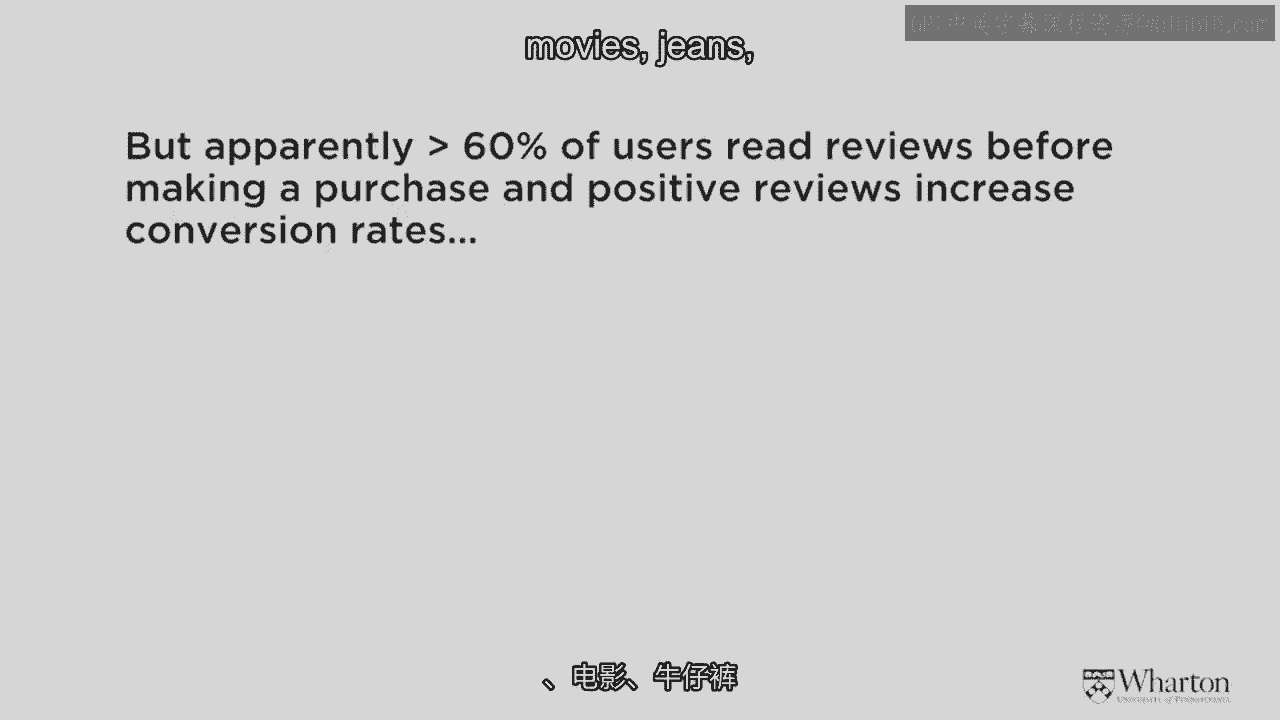 movies, jeans,
But apparently > 60% of users read reviews before
making a purchase and positive reviews increase
conversion rates...
、电影、牛仔裤
Wharton
UNIVERSITY of PENNSYLVANIA